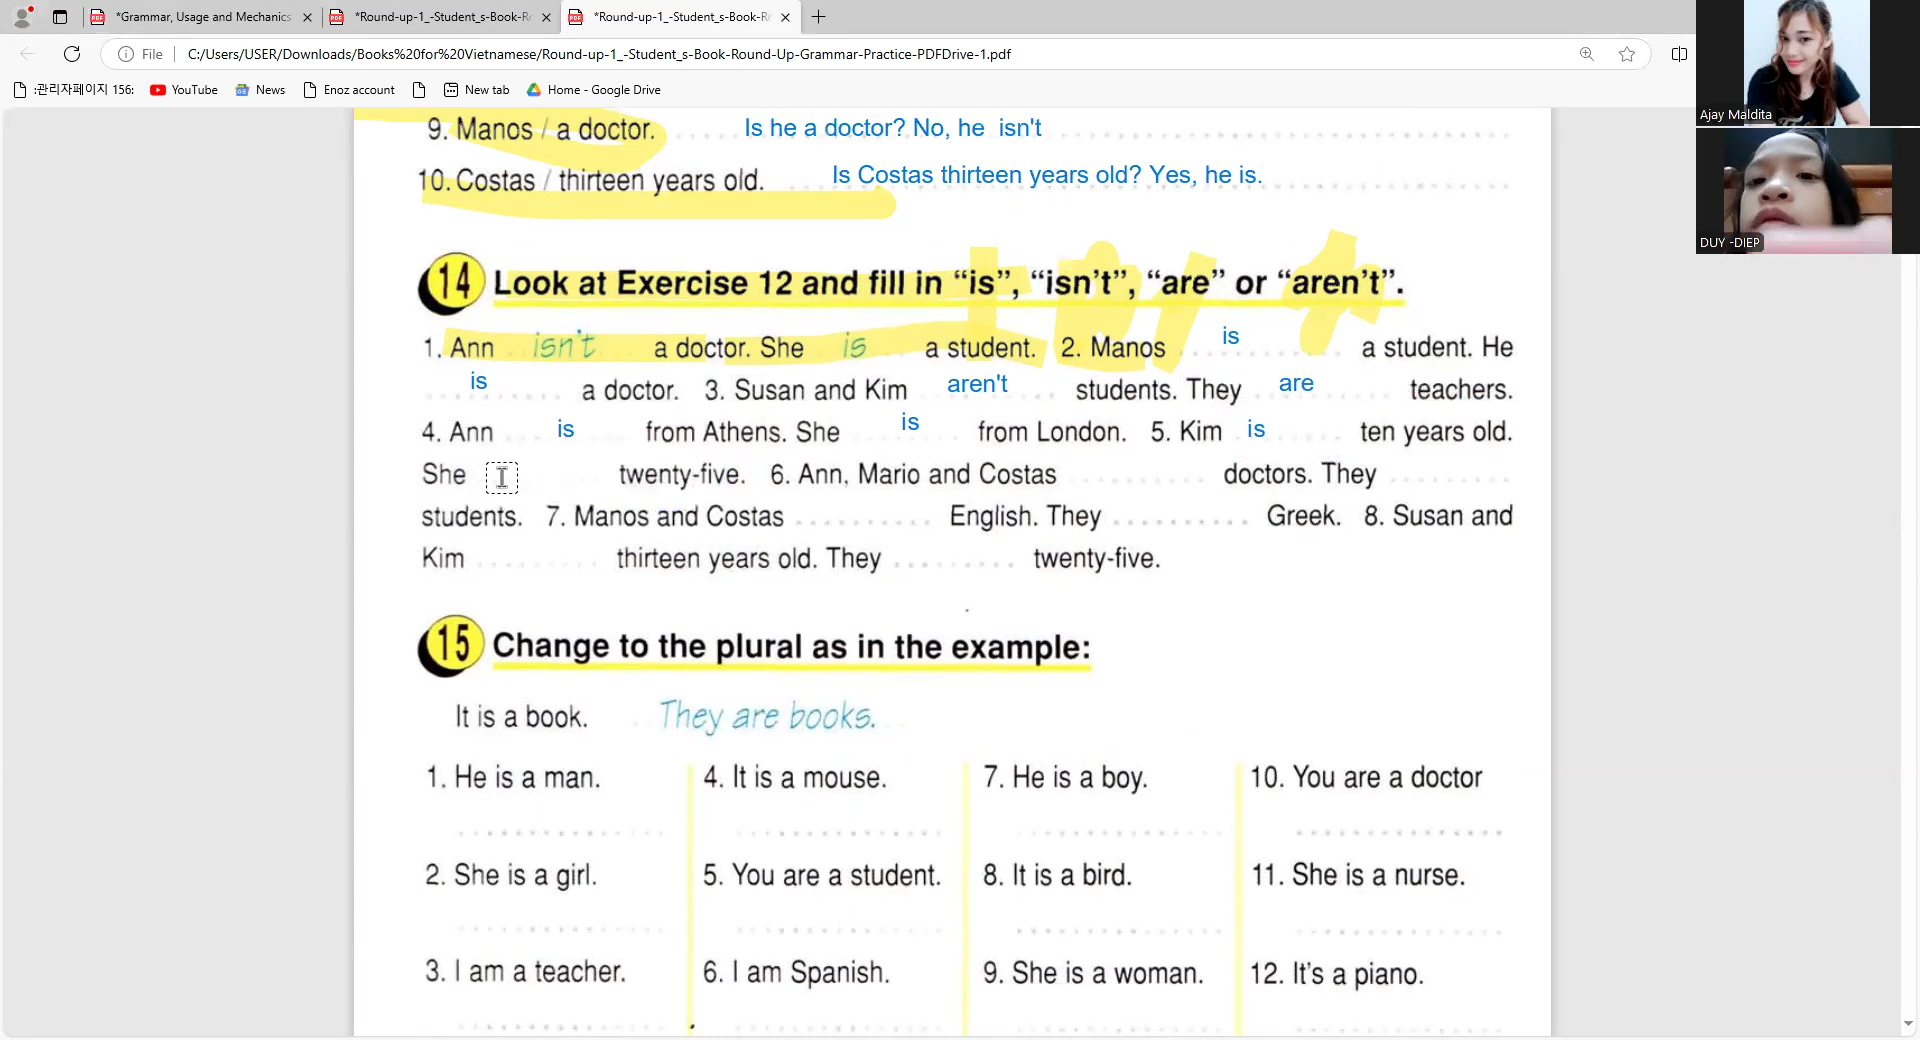 *Grammar, Usage and Mechanics
*Round-up-1_-Student_s-Book-R
*Round-up-1_-Student_s-Book-R
File C:/Users/USER/Downloads/Books%20for%20Vietnamese/Round-up-1_-Student_s-Book-Round-Up-Grammar-Practice-PDFDrive-1.pdf
:관리자페이지 156: YouTube News Enoz account New tab Home - Google Drive
Ajay Maldita
DUY -DIEP
9. Manos / a doctor. Is he a doctor? No, he isn't
10. Costas / thirteen years old. Is Costas thirteen years old? Yes, he is.
14 Look at Exercise 12 and fill in “is”, “isn’t”, “are” or “aren’t”.
1. Ann isn't a doctor. She is a student. 2. Manos is a student. He
is a doctor. 3. Susan and Kim aren't students. They are teachers.
4. Ann is from Athens. She is from London. 5. Kim is ten years old.
She twenty-five. 6. Ann, Mario and Costas doctors. They
students. 7. Manos and Costas English. They Greek. 8. Susan and
Kim thirteen years old. They twenty-five.
15 Change to the plural as in the example:
It is a book. They are books.
1. He is a man. 4. It is a mouse. 7. He is a boy. 10. You are a doctor
2. She is a girl. 5. You are a student. 8. It is a bird. 11. She is a nurse.
3. I am a teacher. 6. I am Spanish. 9. She is a woman. 12. It's a piano.